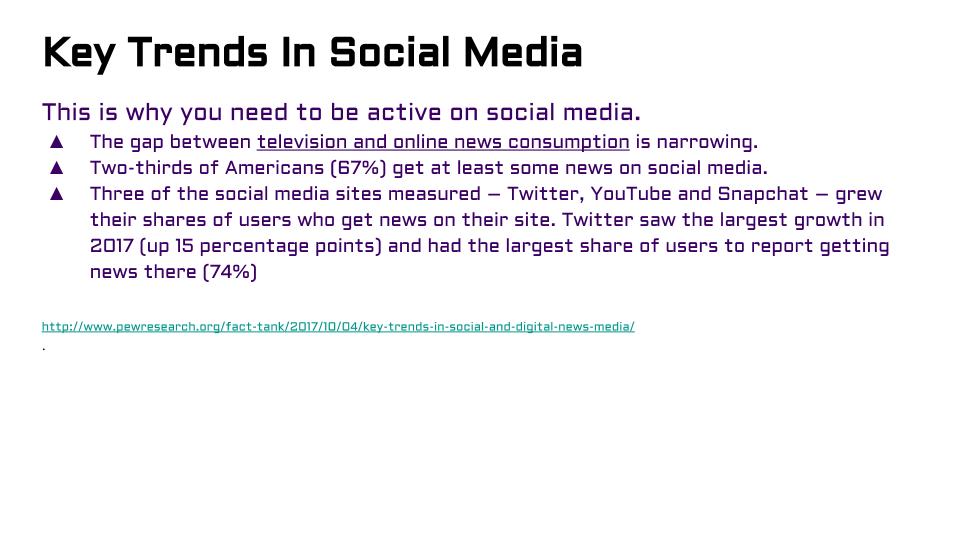 Key Trends In Social Media
This is why you need to be active on social media.
▲ The gap between television and online news consumption is narrowing.
▲ Two-thirds of Americans (67%) get at least some news on social media.
▲ Three of the social media sites measured – Twitter, YouTube and Snapchat – grew
their shares of users who get news on their site. Twitter saw the largest growth in
2017 (up 15 percentage points) and had the largest share of users to report getting
news there (74%)
http://www.pewresearch.org/fact-tank/2017/10/04/key-trends-in-social-and-digital-news-media/
.